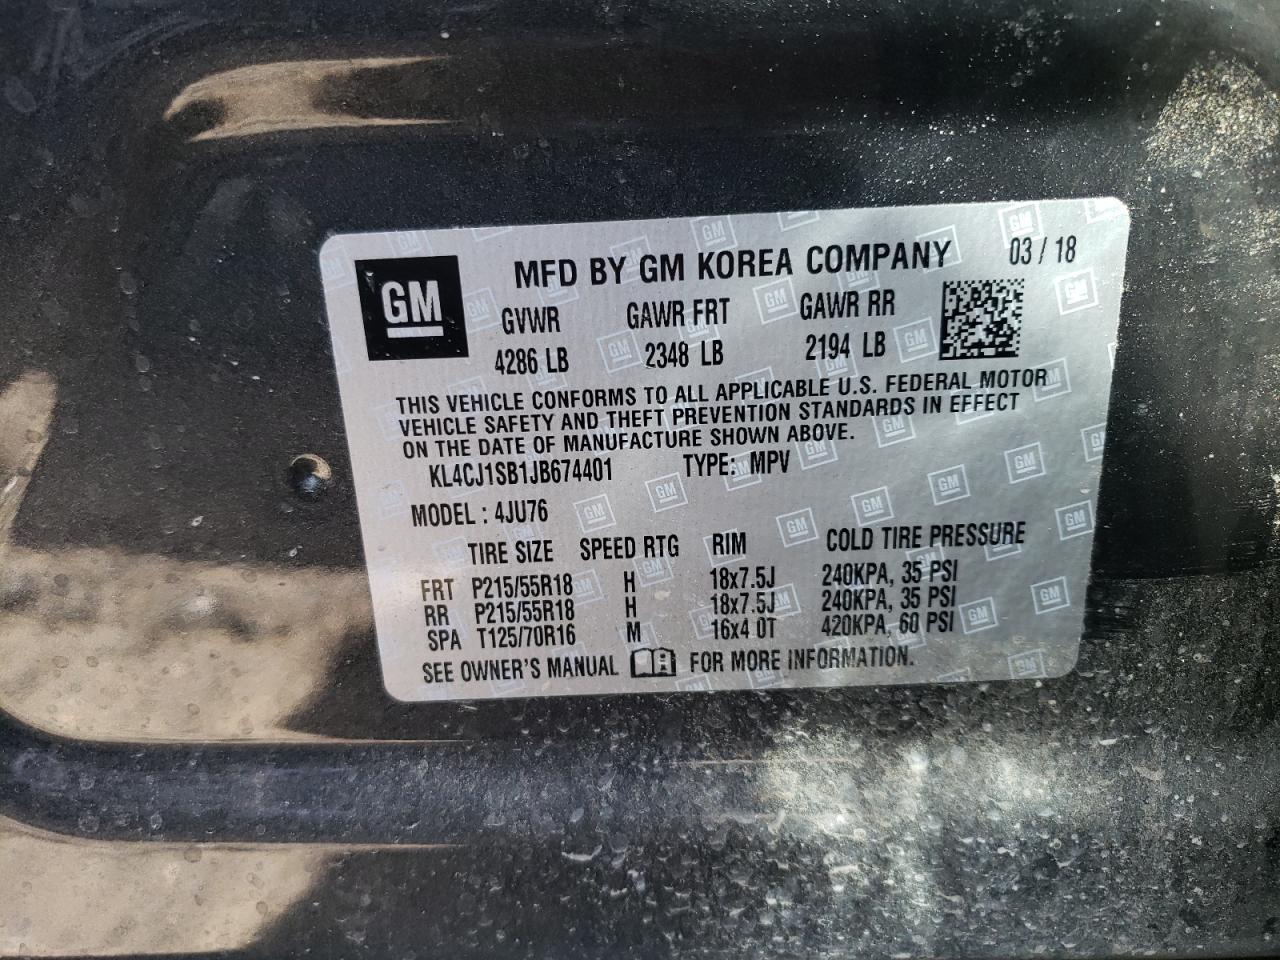 GM
MFD BY GM KOREA COMPANY 03 / 18
GVWR GAWR FRT GAWR RR
4286 LB 2348 LB 2194 LB
THIS VEHICLE CONFORMS TO ALL APPLICABLE U.S. FEDERAL MOTOR
VEHICLE SAFETY AND THEFT PREVENTION STANDARDS IN EFFECT
ON THE DATE OF MANUFACTURE SHOWN ABOVE.
KL4CJ1SB1JB674401 TYPE: MPV
MODEL : 4JU76
TIRE SIZE SPEED RTG RIM COLD TIRE PRESSURE
FRT P215/55R18 H 18x7.5J 240KPA, 35 PSI
RR P215/55R18 H 18x7.5J 240KPA, 35 PSI
SPA T125/70R16 M 16x4.0T 420KPA, 60 PSI
SEE OWNER'S MANUAL FOR MORE INFORMATION.